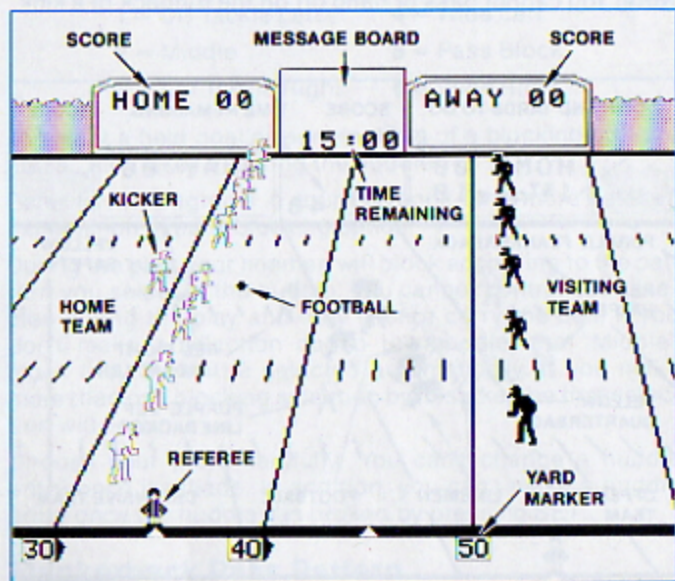 SCORE
MESSAGE BOARD
SCORE
HOME 00
AWAY 00
15:00
KICKER
TIME
REMAINING
HOME
TEAM
FOOTBALL
VISITING
TEAM
REFEREE
YARD
MARKER
30
40
50